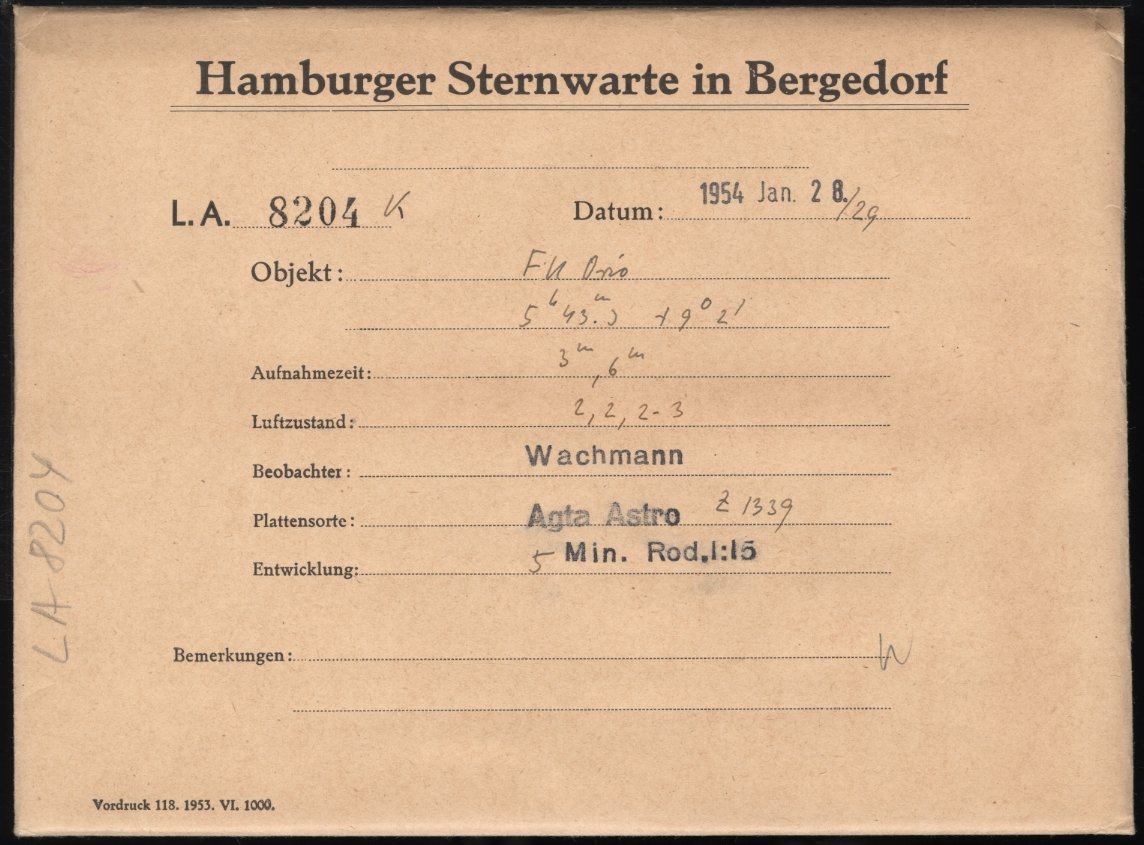 Hamburger Sternwarte in Bergedorf
L.A. 8204 K
Datum: 1954 Jan. 28./29
Objekt: FU Orio
5h 43.m3 +9° 2'
Aufnahmezeit: 3m, 6m
Luftzustand: 2, 2, 2-3
Beobachter: Wachmann
Plattensorte: Agfa Astro Z 1339
Entwicklung: 5 Min. Rod.1:15
Bemerkungen: W
Vordruck 118. 1953. VI. 1000.
LA 8204